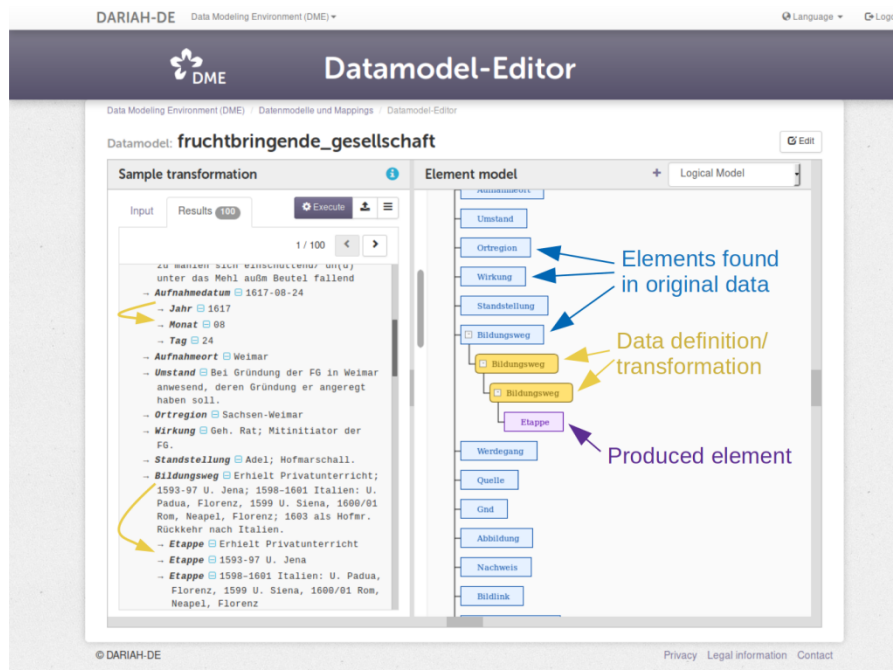 DARIAH-DE Data Modeling Environment (DME) Language Logi
DME Datamodel-Editor
Data Modeling Environment (DME) / Datenmodelle und Mappings / Datamodel-Editor
Datamodel: fruchtbringende_gesellschaft Edit
Sample transformation
Input Results 100 Execute
1 / 100
zu mahlen sich einschüttend/ un(d)
unter das Mehl außm Beutel fallend
→ Aufnahmedatum 1617-08-24
→ Jahr 1617
→ Monat 08
→ Tag 24
→ Aufnahmeort Weimar
→ Umstand Bei Gründung der FG in Weimar
anwesend, deren Gründung er angeregt
haben soll.
→ Ortregion Sachsen-Weimar
→ Wirkung Geh. Rat; Mitinitiator der
FG.
→ Standstellung Adel; Hofmarschall.
→ Bildungsweg Erhielt Privatunterricht;
1593-97 U. Jena; 1598–1601 Italien: U.
Padua, Florenz, 1599 U. Siena, 1600/01
Rom, Neapel, Florenz; 1603 als Hofmr.
Rückkehr nach Italien.
→ Etappe Erhielt Privatunterricht
→ Etappe 1593-97 U. Jena
→ Etappe 1598–1601 Italien: U. Padua,
Florenz, 1599 U. Siena, 1600/01 Rom,
Neapel, Florenz
Element model + Logical Model
Aufnahmeort
Umstand
Ortregion
Wirkung
Standstellung
Bildungsweg
Bildungsweg
Bildungsweg
Etappe
Werdegang
Quelle
Gnd
Abbildung
Nachweis
Bildlink
Elements found
in original data
Data definition/
transformation
Produced element
© DARIAH-DE Privacy Legal information Contact